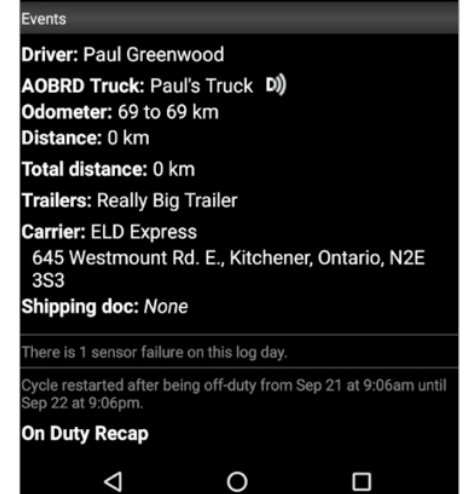 Events
Driver: Paul Greenwood
AOBRD Truck: Paul's Truck D))
Odometer: 69 to 69 km
Distance: 0 km
Total distance: 0 km
Trailers: Really Big Trailer
Carrier: ELD Express
645 Westmount Rd. E., Kitchener, Ontario, N2E
3S3
Shipping doc: None
There is 1 sensor failure on this log day.
Cycle restarted after being off-duty from Sep 21 at 9:06am until
Sep 22 at 9:06pm.
On Duty Recap